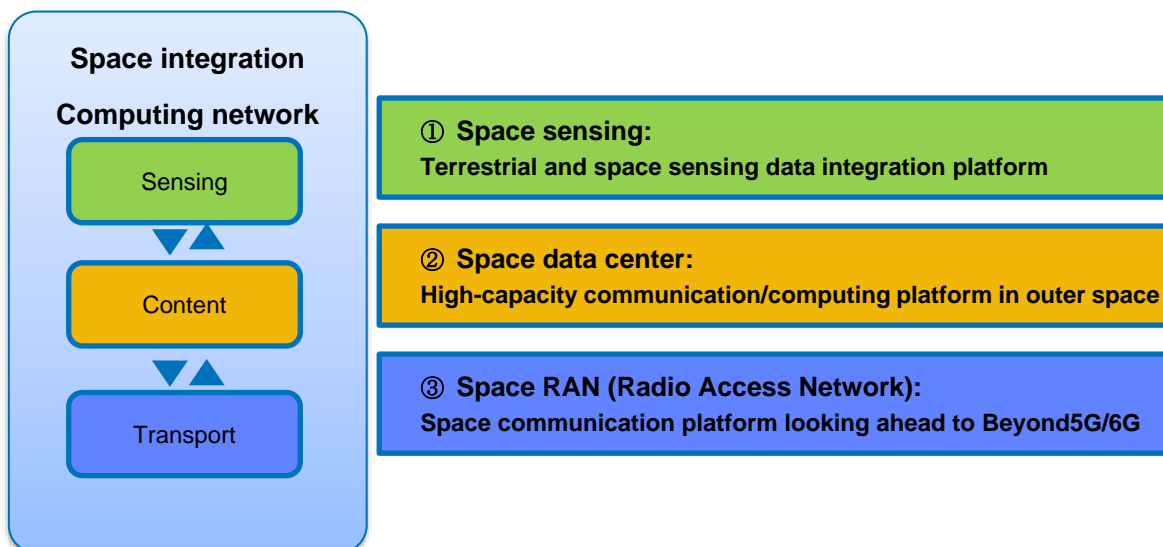 Space integration
Computing network
Sensing
Content
Transport
① Space sensing:
Terrestrial and space sensing data integration platform
② Space data center:
High-capacity communication/computing platform in outer space
③ Space RAN (Radio Access Network):
Space communication platform looking ahead to Beyond5G/6G